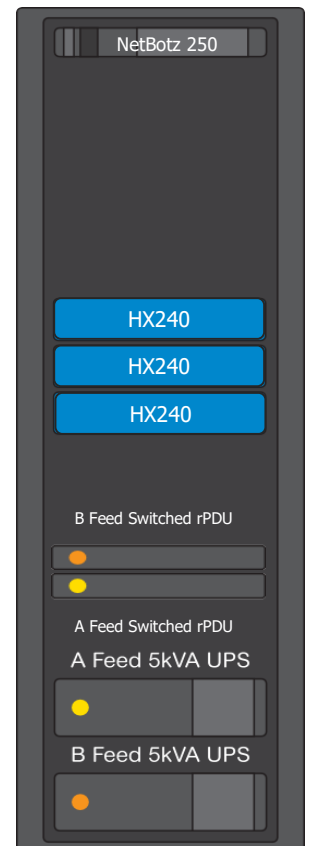 NetBotz 250
HX240
HX240
HX240
B Feed Switched rPDU
A Feed Switched rPDU
A Feed 5kVA UPS
B Feed 5kVA UPS